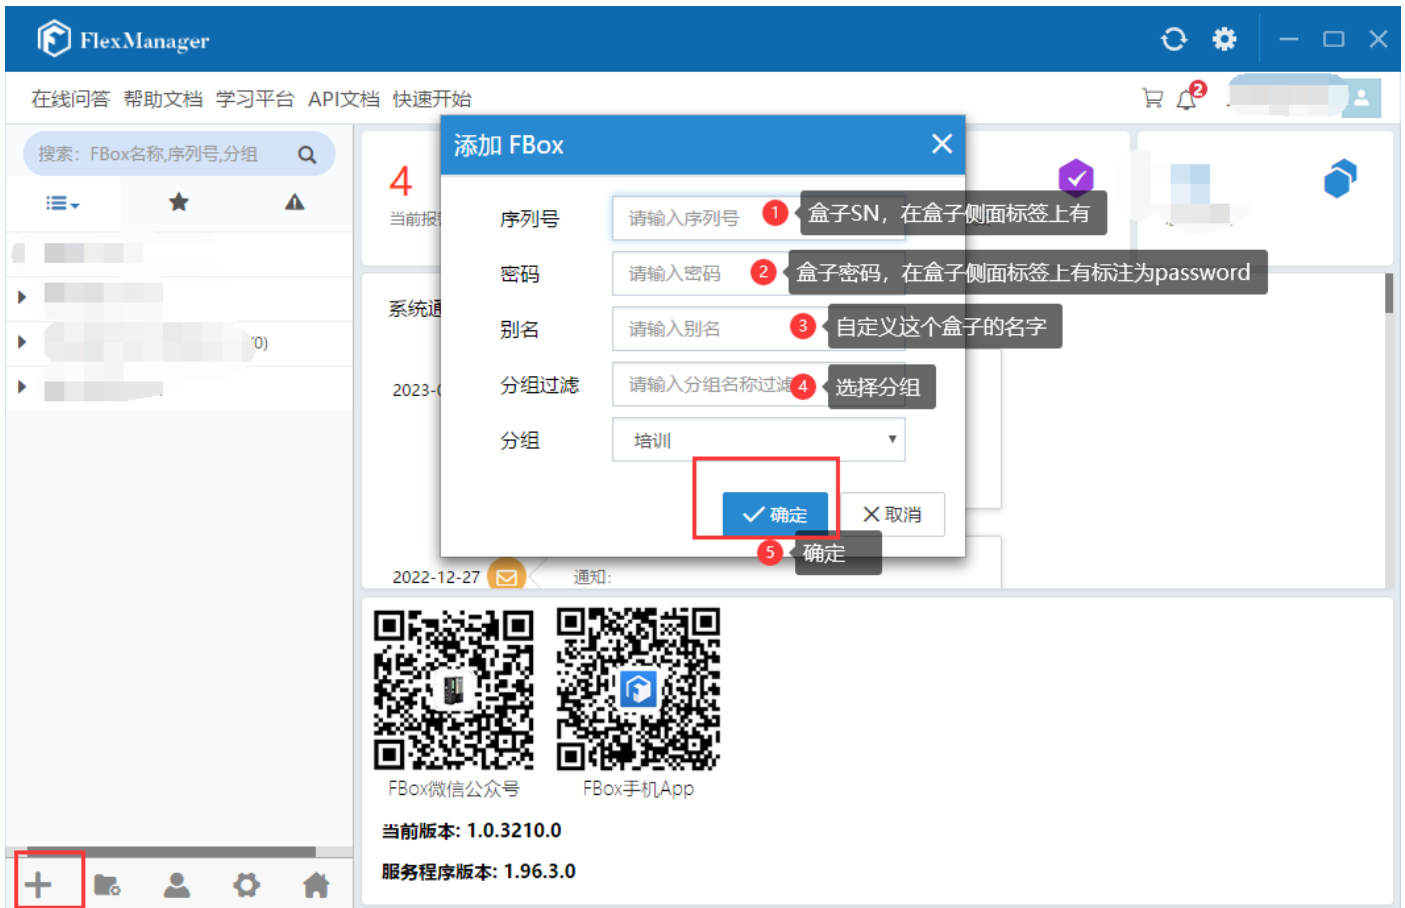 FlexManager
在线问答 帮助文档 学习平台 API文档 快速开始
2
搜索：FBox名称,序列号,分组
4
当前报
添加 FBox
序列号
请输入序列号
1
盒子SN，在盒子侧面标签上有
密码
请输入密码
2
盒子密码，在盒子侧面标签上有标注为password
系统通
别名
请输入别名
3
自定义这个盒子的名字
2023-0
分组过滤
请输入分组名称过滤
4
选择分组
分组
培训
确定
取消
5
确定
2022-12-27
通知：
FBox微信公众号
FBox手机App
当前版本: 1.0.3210.0
服务程序版本: 1.96.3.0